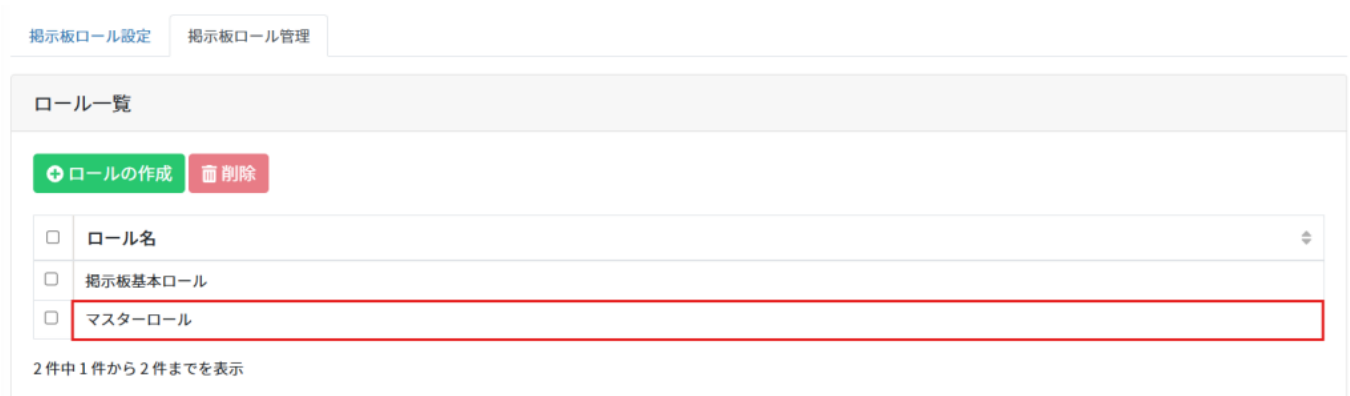 掲示板ロール設定 掲示板ロール管理
ロール一覧
ロールの作成 削除
ロール名
掲示板基本ロール
マスターロール
2件中1件から2件までを表示